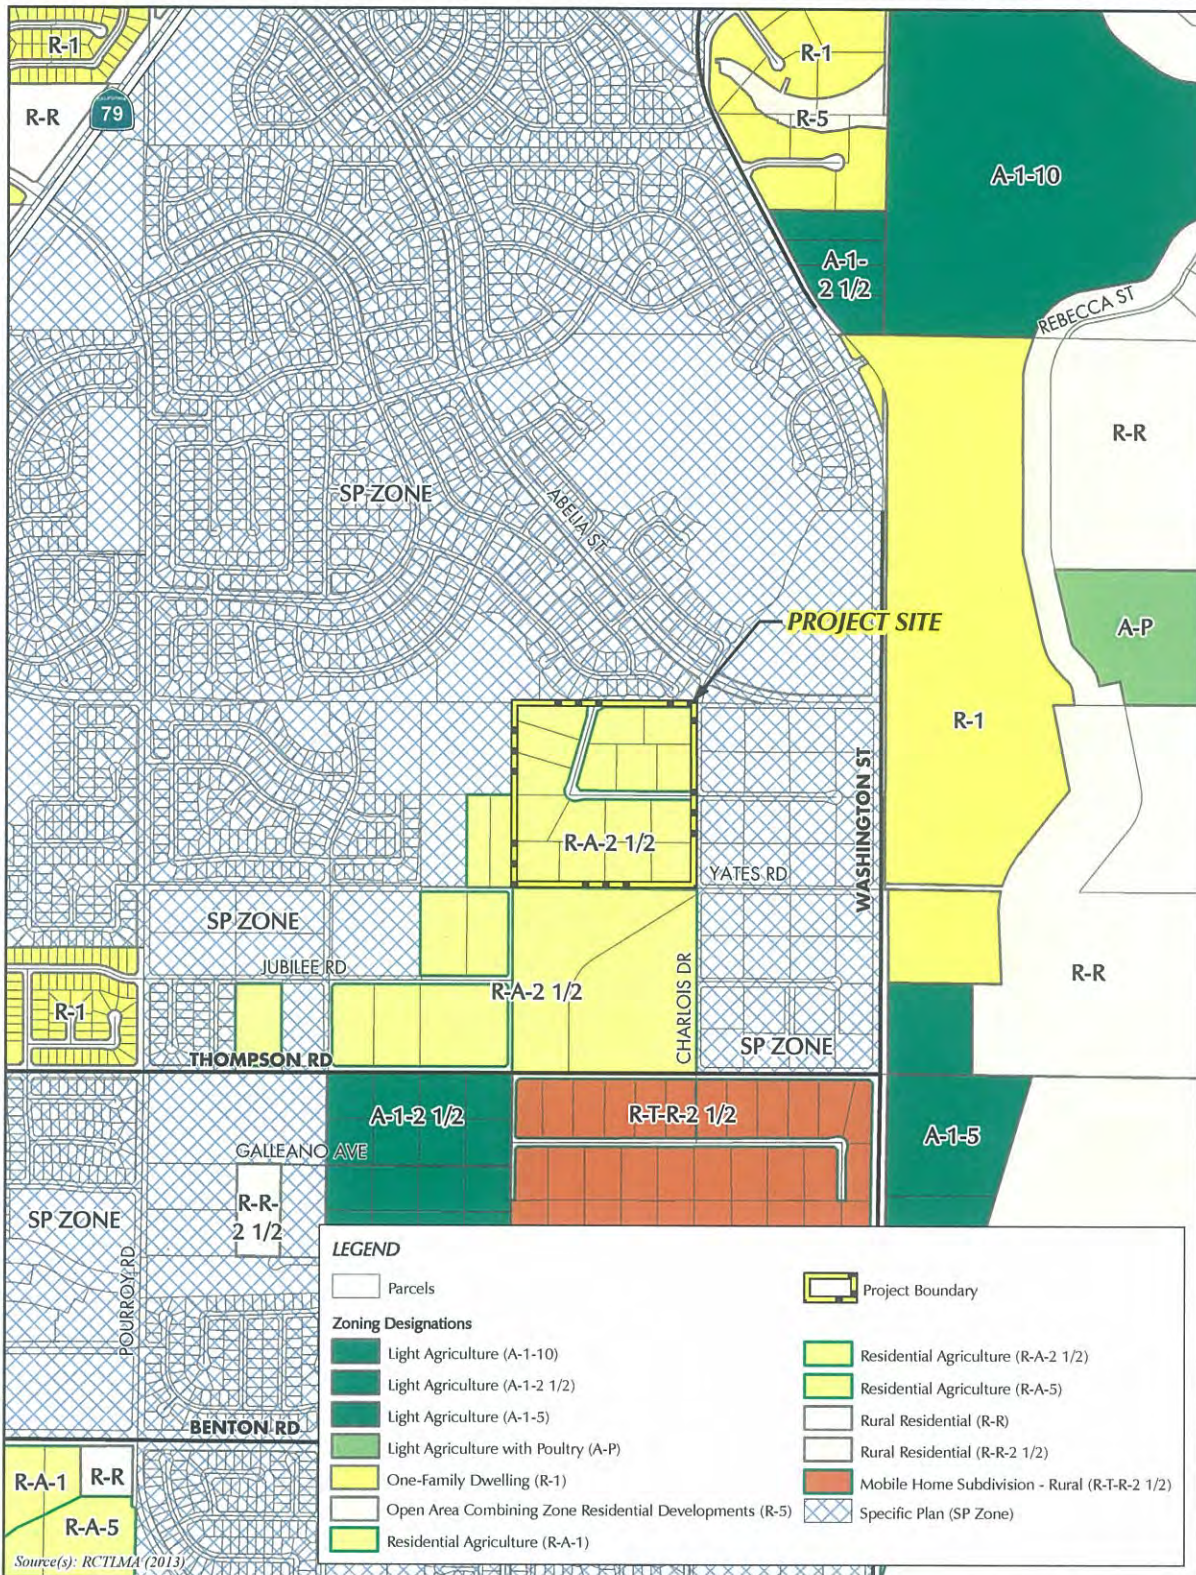 R-1
R-R
CALIFORNIA
79
R-1
R-5
A-1-10
A-1-
2 1/2
REBECCA ST
R-R
SP ZONE
ABELIA ST
PROJECT SITE
A-P
R-1
WASHINGTON ST
R-A-2 1/2
YATES RD
SP ZONE
JUBILEE RD
R-A-2 1/2
CHARLOIS DR
R-R
R-1
SP ZONE
THOMPSON RD
A-1-2 1/2
R-T-R-2 1/2
A-1-5
GALLEANO AVE
R-R-
2 1/2
SP ZONE
POURROY RD
BENTON RD
R-A-1
R-R
R-A-5
Source(s): RCTLMA (2013)
LEGEND
Parcels
Project Boundary
Zoning Designations
Light Agriculture (A-1-10)
Light Agriculture (A-1-2 1/2)
Light Agriculture (A-1-5)
Light Agriculture with Poultry (A-P)
One-Family Dwelling (R-1)
Open Area Combining Zone Residential Developments (R-5)
Residential Agriculture (R-A-1)
Residential Agriculture (R-A-2 1/2)
Residential Agriculture (R-A-5)
Rural Residential (R-R)
Rural Residential (R-R-2 1/2)
Mobile Home Subdivision - Rural (R-T-R-2 1/2)
Specific Plan (SP Zone)